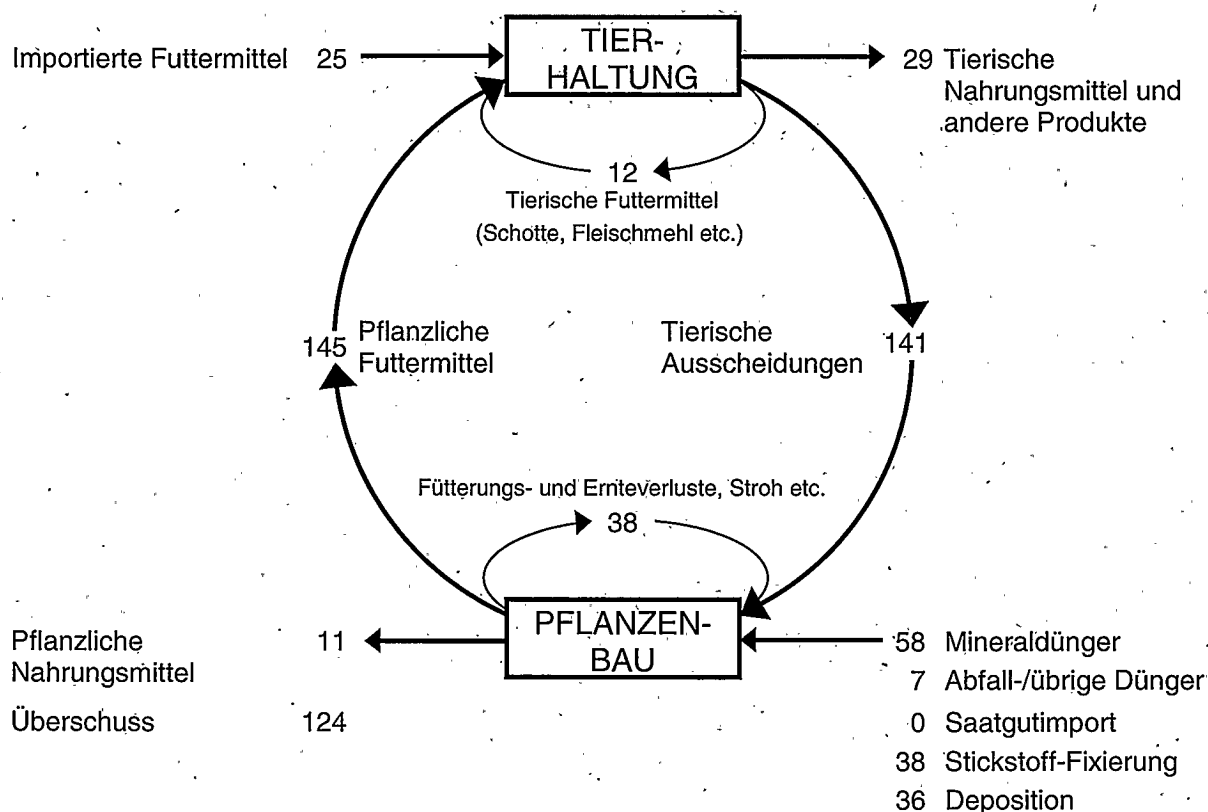 Importierte Futtermittel 25
TIER-
HALTUNG
29 Tierische
Nahrungsmittel und
andere Produkte
12
Tierische Futtermittel
(Schotte, Fleischmehl etc.)
145 Pflanzliche
Futtermittel
Tierische
Ausscheidungen
141
Fütterungs- und Ernteverluste, Stroh etc.
38
PFLANZEN-
BAU
Pflanzliche 11
Nahrungsmittel
Überschuss 124
58 Mineraldünger
7 Abfall-/übrige Dünger
0 Saatgutimport
38 Stickstoff-Fixierung
36 Deposition